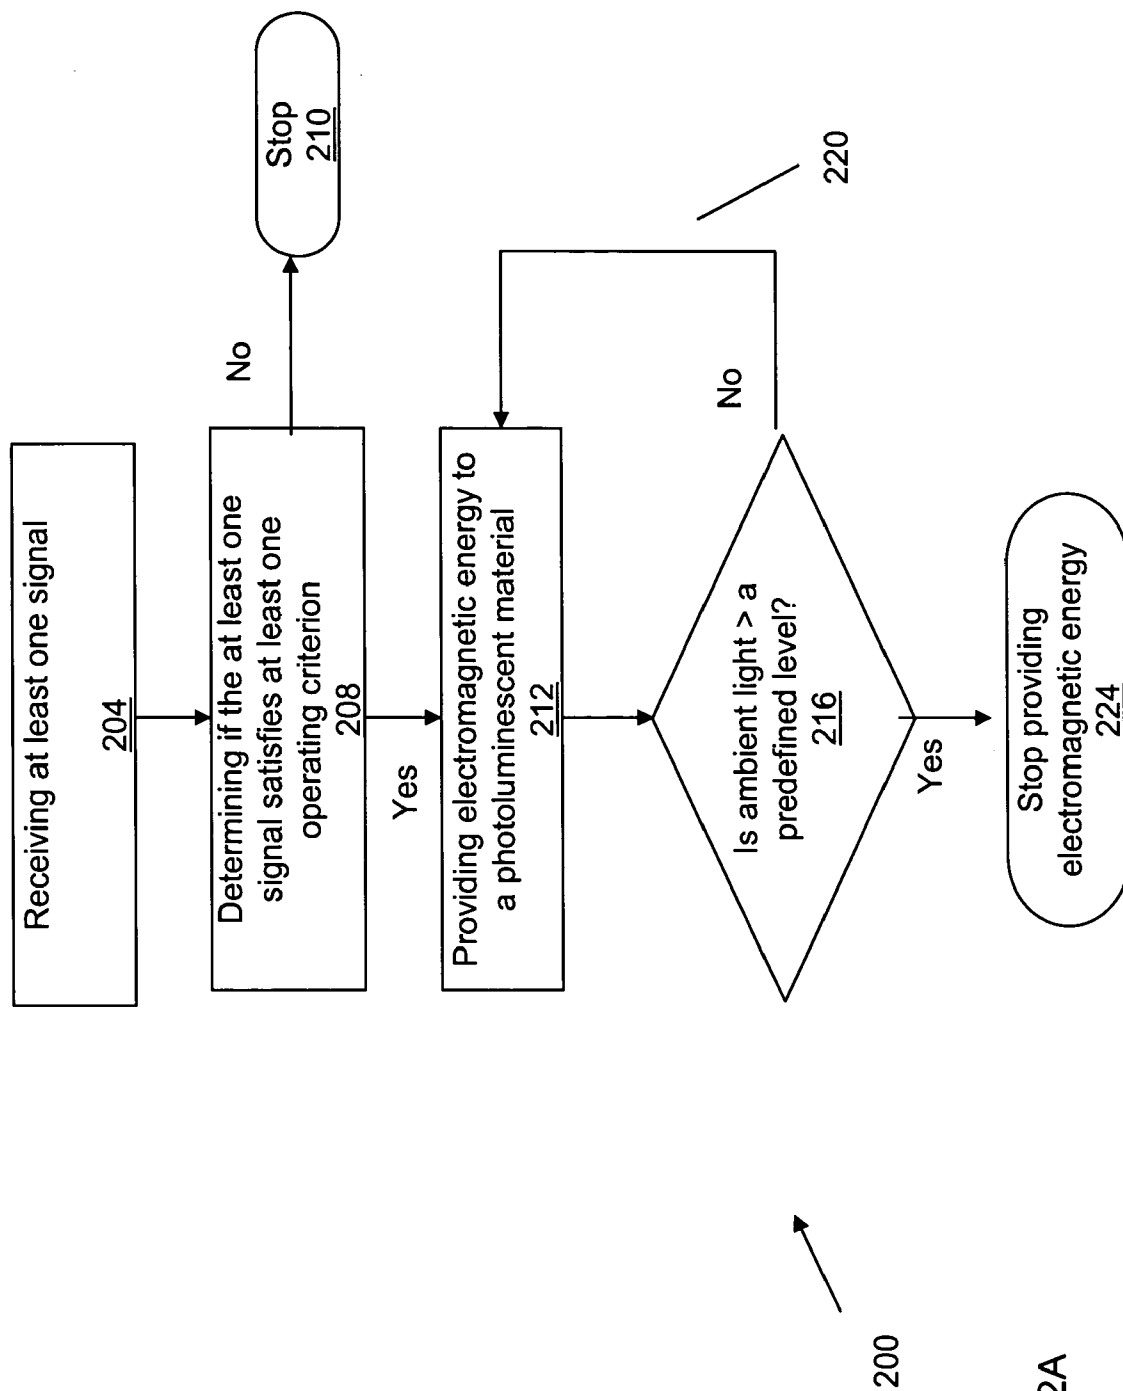 Receiving at least one signal
204
Determining if the at least one
signal satisfies at least one
operating criterion
208
No
Stop
210
Yes
Providing electromagnetic energy to
a photoluminescent material
212
220
Is ambient light > a
predefined level?
216
No
Yes
Stop providing
electromagnetic energy
224
200
2A